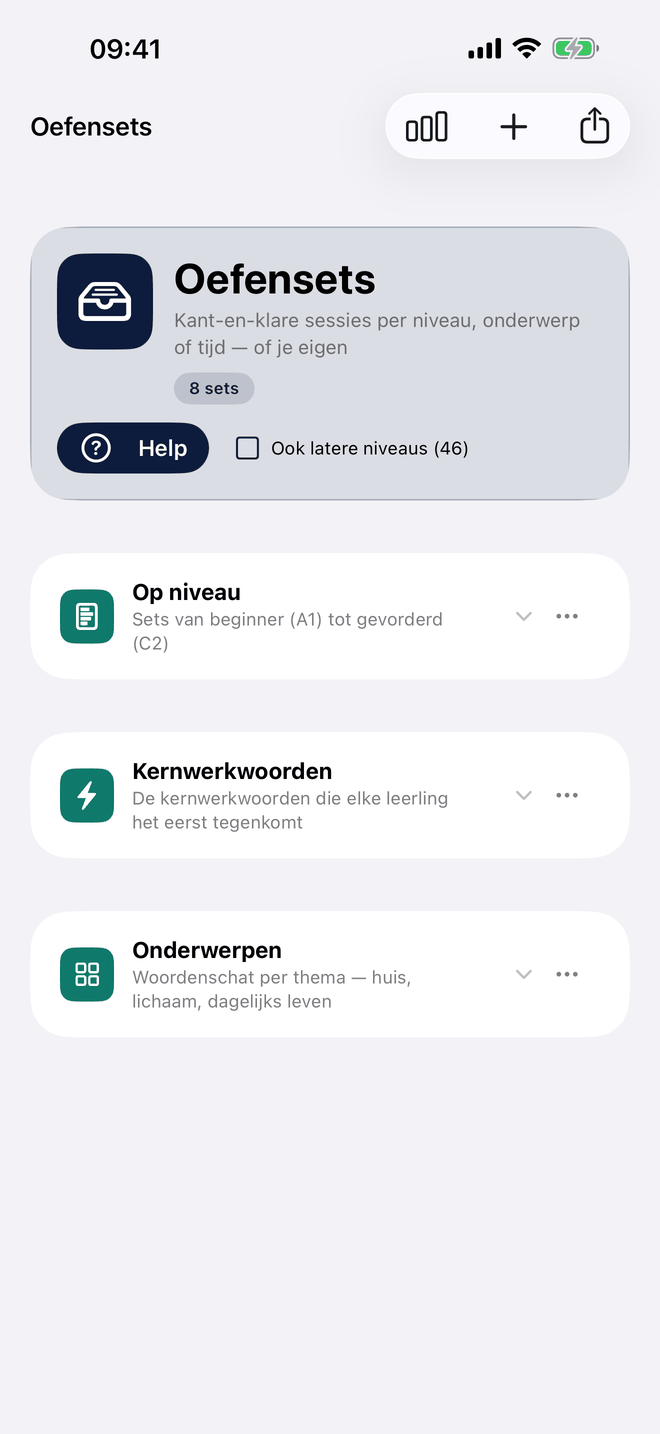 09:41
Oefensets
Oefensets
Kant-en-klare sessies per niveau, onderwerp
of tijd — of je eigen
8 sets
Help
Ook latere niveaus (46)
Op niveau
Sets van beginner (A1) tot gevorderd
(C2)
Kernwerkwoorden
De kernwerkwoorden die elke leerling
het eerst tegenkomt
Onderwerpen
Woordenschat per thema — huis,
lichaam, dagelijks leven